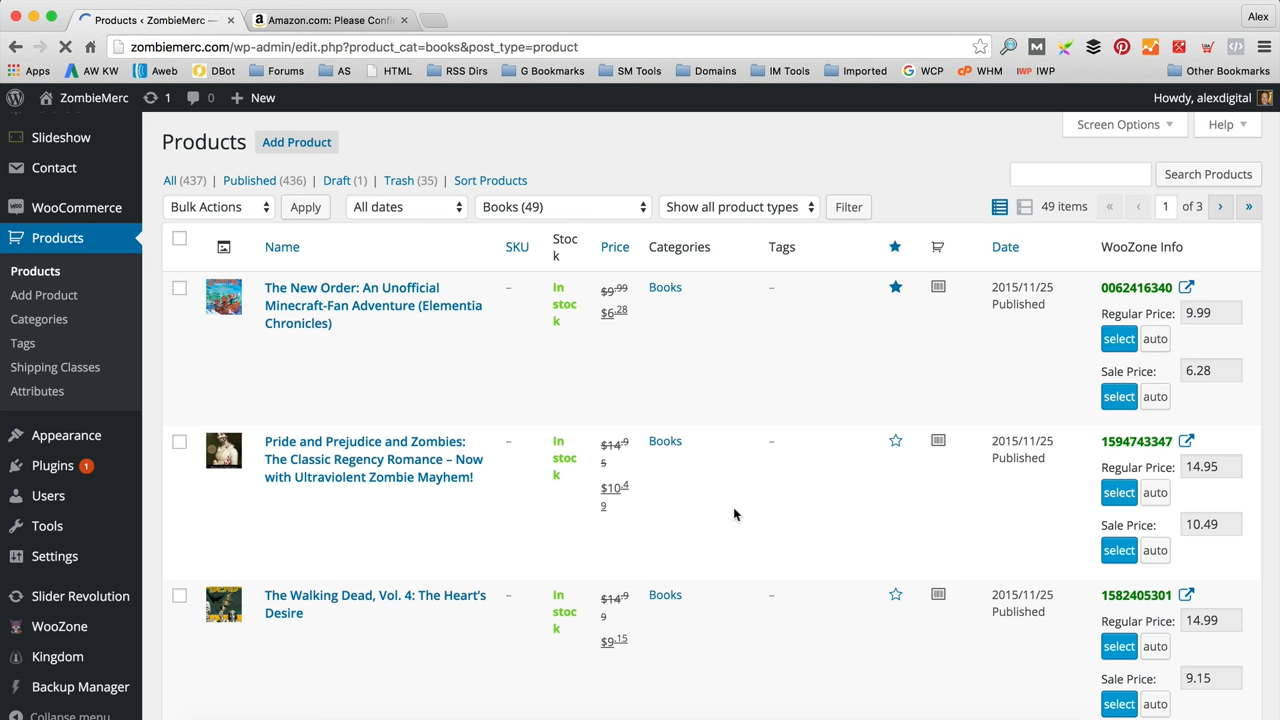 Products ‹ ZombieMerc —
Amazon.com: Please Confi
Alex
zombiemerc.com/wp-admin/edit.php?product_cat=books&post_type=product
Apps AW KW Aweb DBot Forums AS HTML RSS Dirs G Bookmarks SM Tools Domains IM Tools Imported WCP WHM IWP Other Bookmarks
ZombieMerc 1 0 New Howdy, alexdigital
Slideshow
Contact
WooCommerce
Products
Products
Add Product
Categories
Tags
Shipping Classes
Attributes
Appearance
Plugins 1
Users
Tools
Settings
Slider Revolution
WooZone
Kingdom
Backup Manager
Collapse menu
Screen Options Help
Products Add Product
All (437) | Published (436) | Draft (1) | Trash (35) | Sort Products
Search Products
Bulk Actions Apply All dates Books (49) Show all product types Filter 49 items « ‹ 1 of 3 › »
Name SKU Stoc
k Price Categories Tags Date WooZone Info
The New Order: An Unofficial
Minecraft-Fan Adventure (Elementia
Chronicles)
–
In
stoc
k
$9.99
$6.28
Books
–
2015/11/25
Published
0062416340
Regular Price: 9.99
select auto
Sale Price: 6.28
select auto
Pride and Prejudice and Zombies:
The Classic Regency Romance – Now
with Ultraviolent Zombie Mayhem!
–
In
stoc
k
$14.9
5
$10.4
9
Books
–
2015/11/25
Published
1594743347
Regular Price: 14.95
select auto
Sale Price: 10.49
select auto
The Walking Dead, Vol. 4: The Heart's
Desire
–
In
stoc
k
$14.9
9
$9.15
Books
–
2015/11/25
Published
1582405301
Regular Price: 14.99
select auto
Sale Price: 9.15
select auto